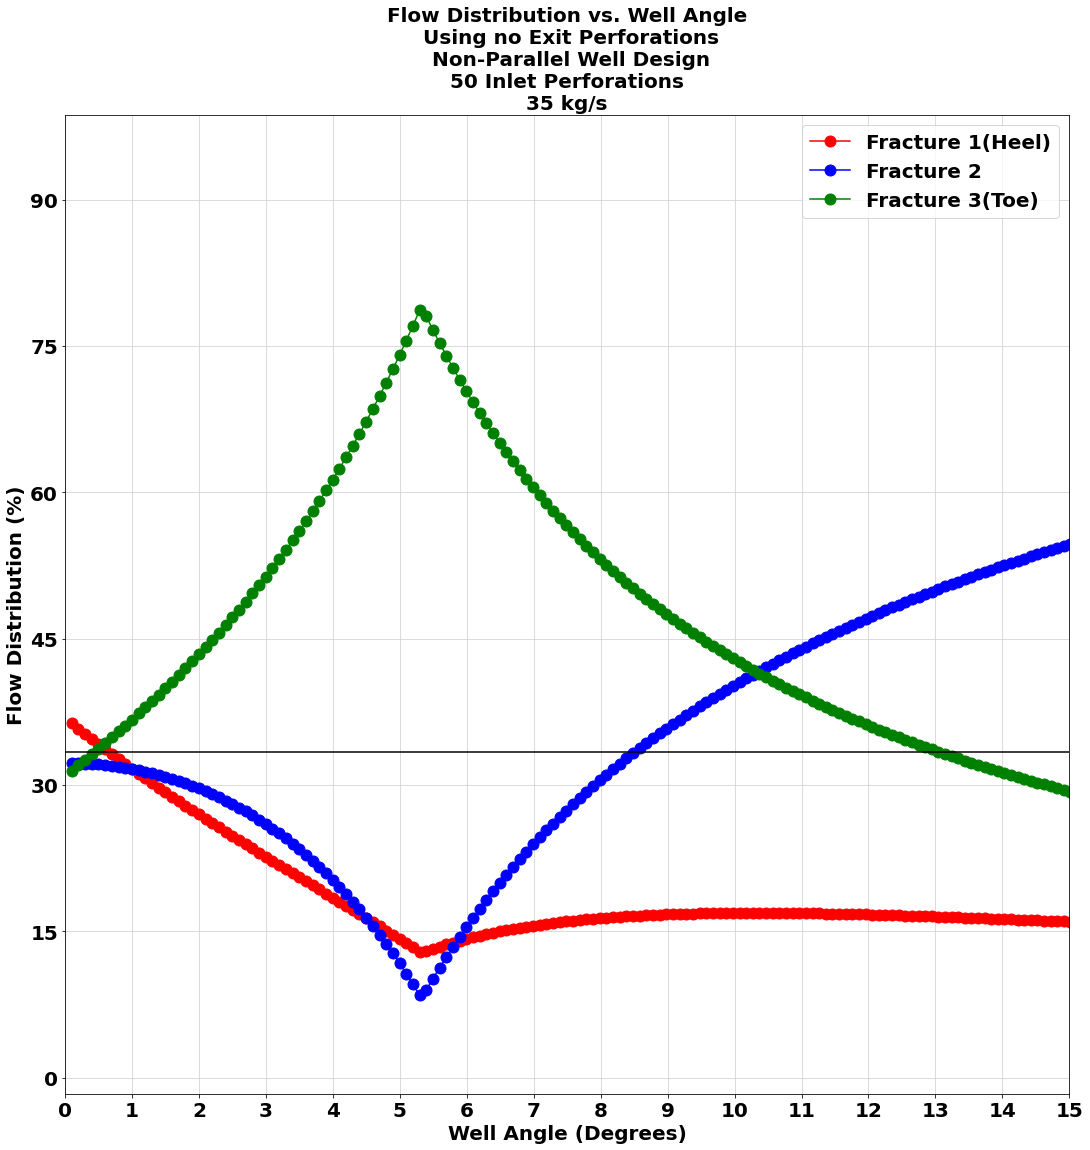 Flow Distribution vs. Well Angle
Using no Exit Perforations
Non-Parallel Well Design
50 Inlet Perforations
35 kg/s
Fracture 1(Heel)
Fracture 2
Fracture 3(Toe)
Flow Distribution (%)
90
75
60
45
30
15
0
0 1 2 3 4 5 6 7 8 9 10 11 12 13 14 15
Well Angle (Degrees)